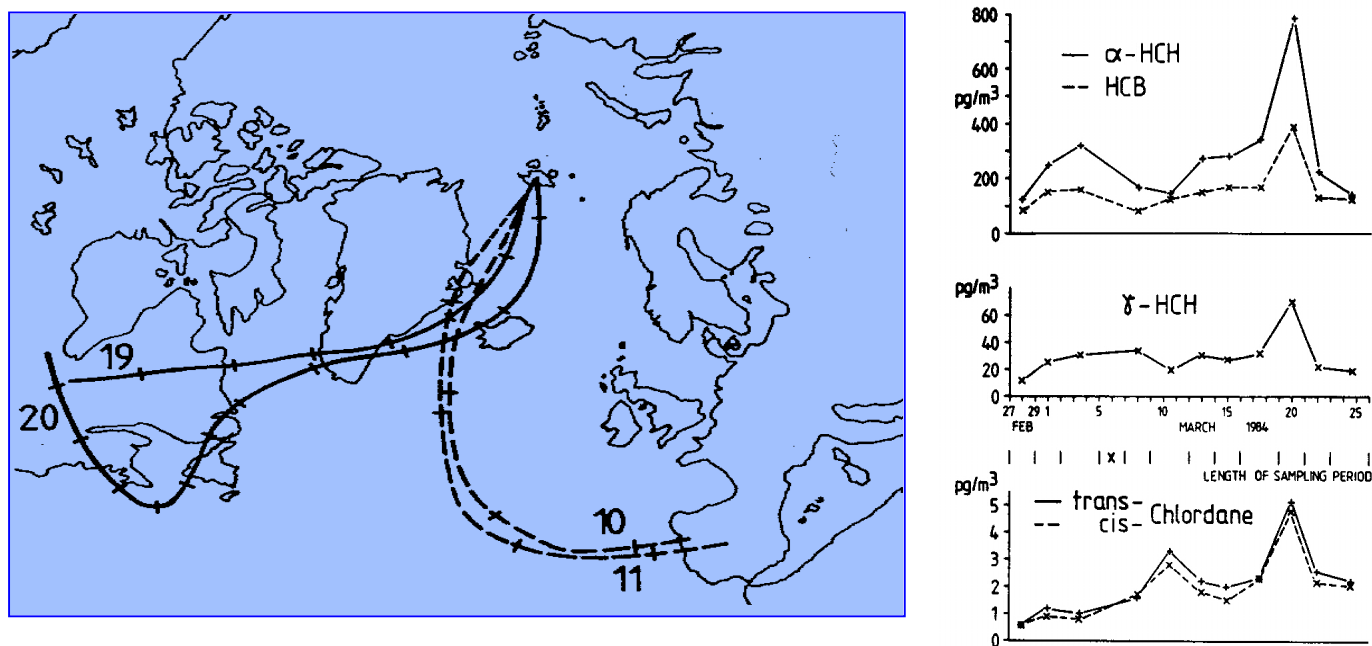 19
20
10
11
800
600
pg/m³
400
200
0
α-HCH
HCB
pg/m³
60
40
20
0
γ-HCH
27 29 1 5 10 15 20 25
FEB MARCH 1984
x
LENGTH OF SAMPLING PERIOD
pg/m³
5
4
3
2
1
0
trans-
cis- Chlordane